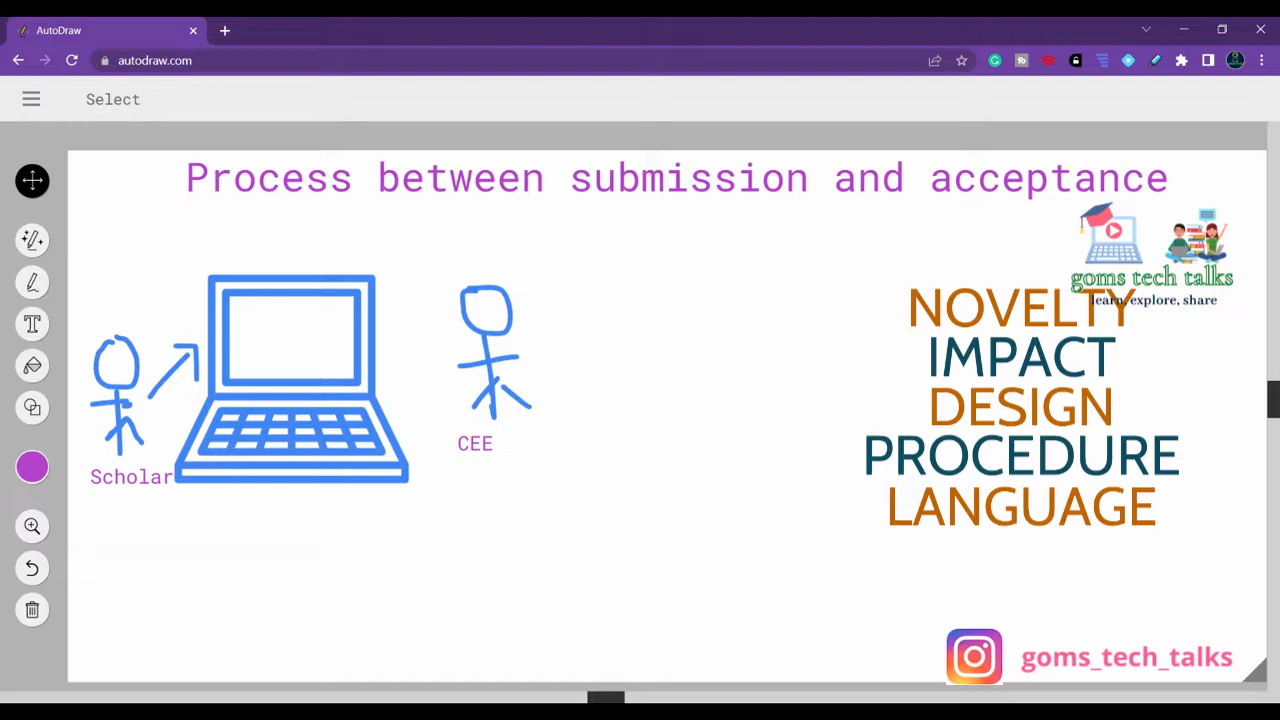 AutoDraw
autodraw.com
Select
Process between submission and acceptance
goms tech talks
learn, explore, share
NOVELTY
IMPACT
DESIGN
PROCEDURE
LANGUAGE
CEE
Scholar
goms_tech_talks